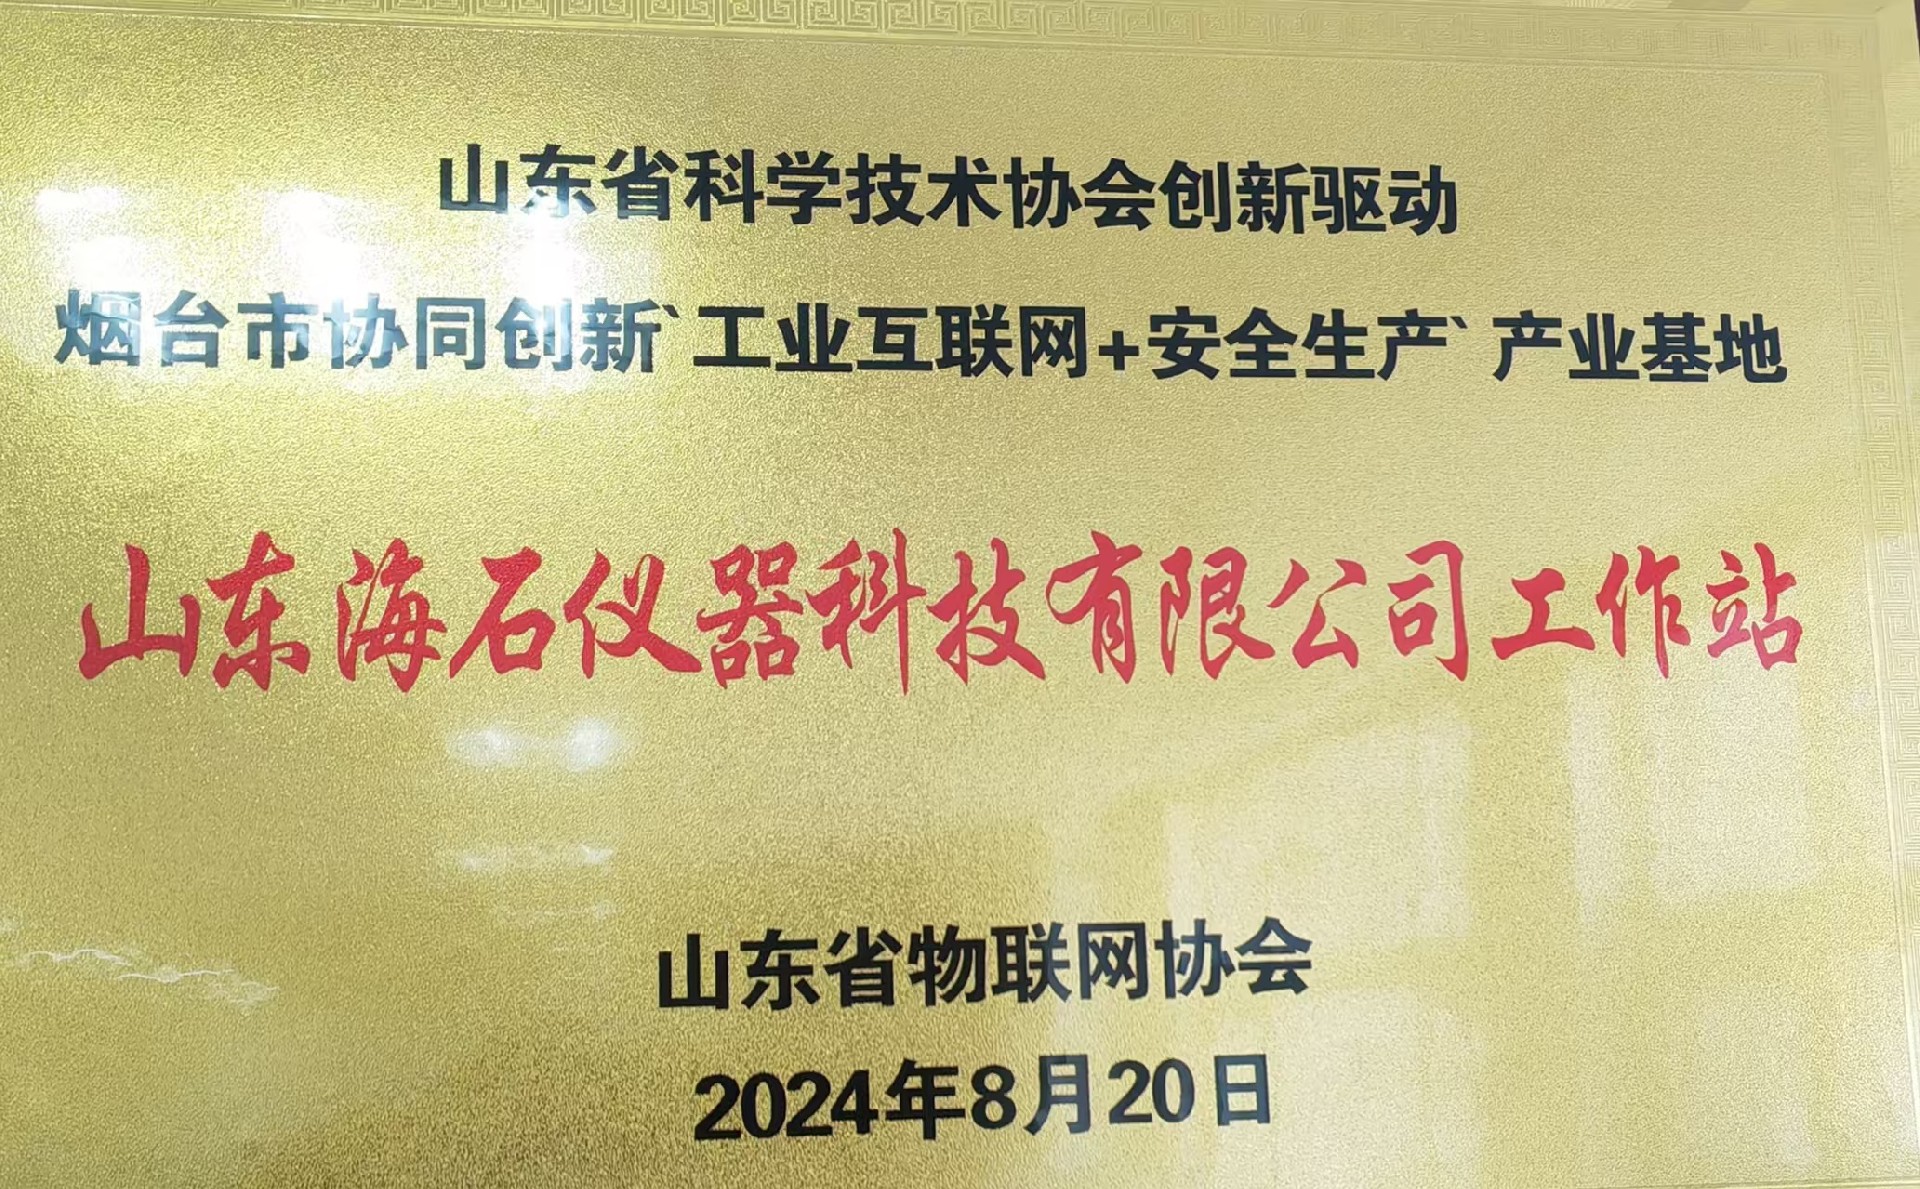 山东省科学技术协会创新驱动
烟台市协同创新`工业互联网+安全生产`产业基地
山东海石仪器科技有限公司工作站
山东省物联网协会
2024年8月20日